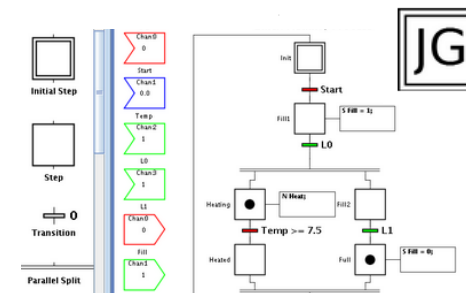 Initial Step
Step
0
Transition
Parallel Split
Chan0
0
Start
Chan1
0.0
Temp
Chan2
1
L0
Chan3
1
L1
Chan0
0
Fill
Chan1
1
Init
Start
Fill1
S Fill = 1;
L0
Heating
N Heat;
Fill2
Temp >= 7.5
L1
Heated
Full
S Fill = 0;
JG